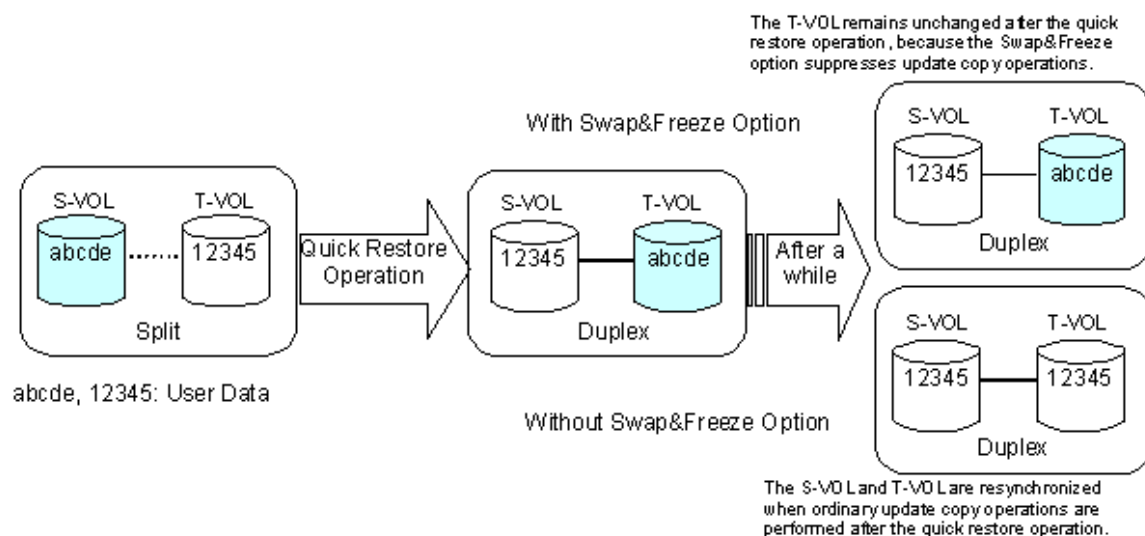 The T-VOL remains unchanged after the quick
restore operation, because the Swap&Freeze
option suppresses update copy operations.
With Swap&Freeze Option
S-VOL T-VOL
12345 abcde
Duplex
S-VOL T-VOL
abcde 12345
Split
Quick Restore
Operation
S-VOL T-VOL
12345 abcde
Duplex
After a
while
S-VOL T-VOL
12345 12345
Duplex
abcde, 12345: User Data
Without Swap&Freeze Option
The S-VOL and T-VOL are resynchronized
when ordinary update copy operations are
performed after the quick restore operation.